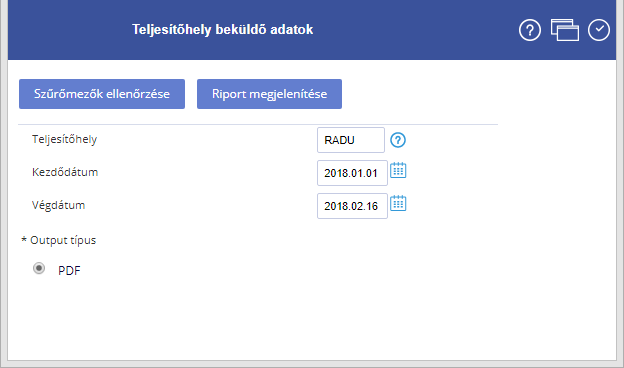 Teljesítőhely beküldő adatok
Szűrőmezők ellenőrzése
Riport megjelenítése
Teljesítőhely RADU
Kezdődátum 2018.01.01
Végdátum 2018.02.16
* Output típus
PDF